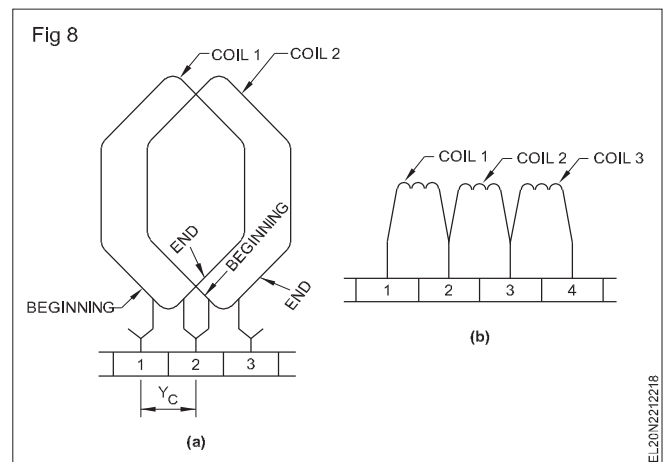 Fig 8
COIL 1
COIL 2
END
BEGINNING
BEGINNING
END
1 2 3
Y_C
(a)
COIL 1
COIL 2
COIL 3
1 2 3 4
(b)
EL20N2212218